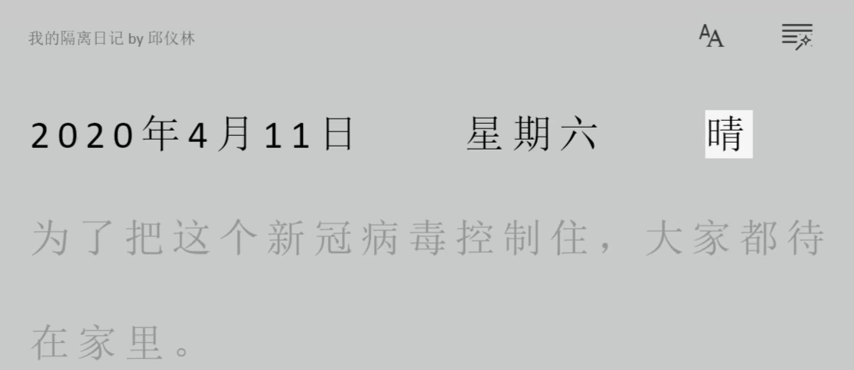 我的隔离日记 by 邱仪林
2020年4月11日 星期六 晴
为了把这个新冠病毒控制住，大家都待
在家里。